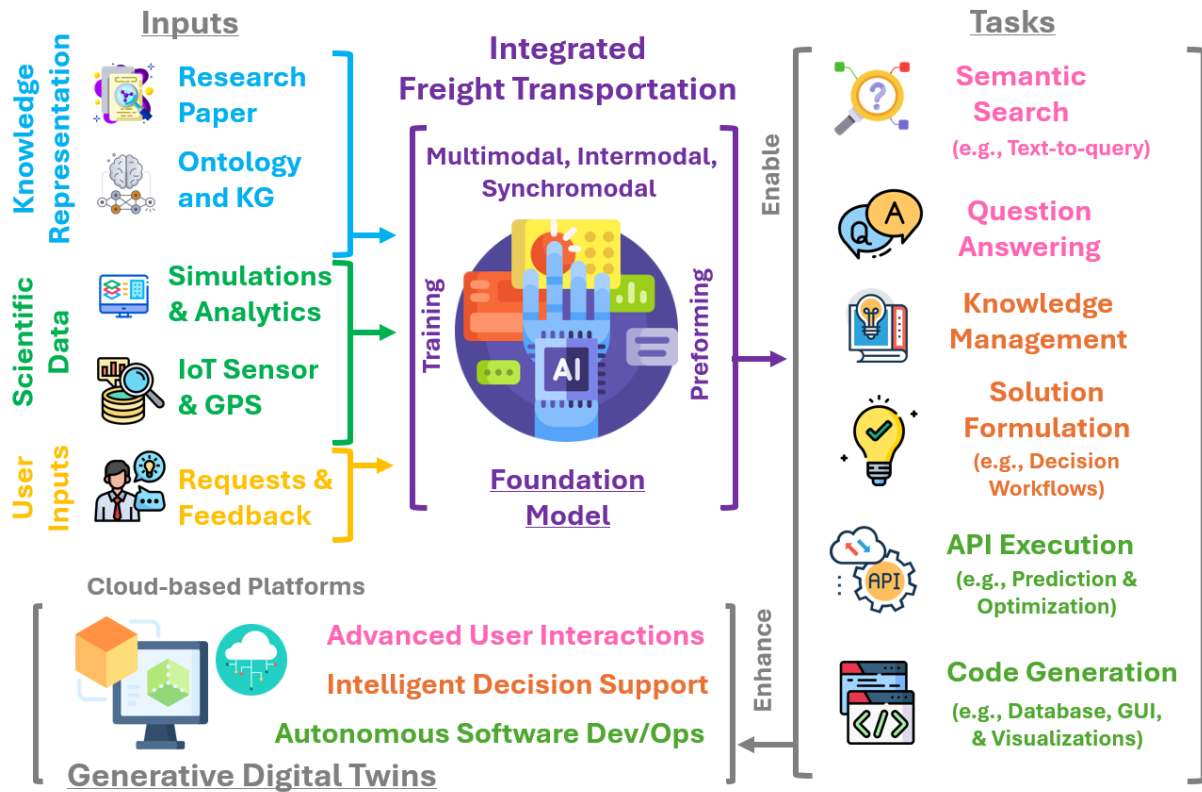 Inputs
Knowledge
Representation
Research
Paper
Ontology
and KG
Scientific
Data
Simulations
& Analytics
IoT Sensor
& GPS
User
Inputs
Requests &
Feedback
Integrated
Freight Transportation
Multimodal, Intermodal,
Synchromodal
Training
AI
Preforming
Foundation
Model
Tasks
Enable
Semantic
Search
(e.g., Text-to-query)
?
Q
A
Question
Answering
Knowledge
Management
Solution
Formulation
(e.g., Decision
Workflows)
API
API Execution
(e.g., Prediction &
Optimization)
</>
Code Generation
(e.g., Database, GUI,
& Visualizations)
Enhance
Cloud-based Platforms
Advanced User Interactions
Intelligent Decision Support
Autonomous Software Dev/Ops
Generative Digital Twins